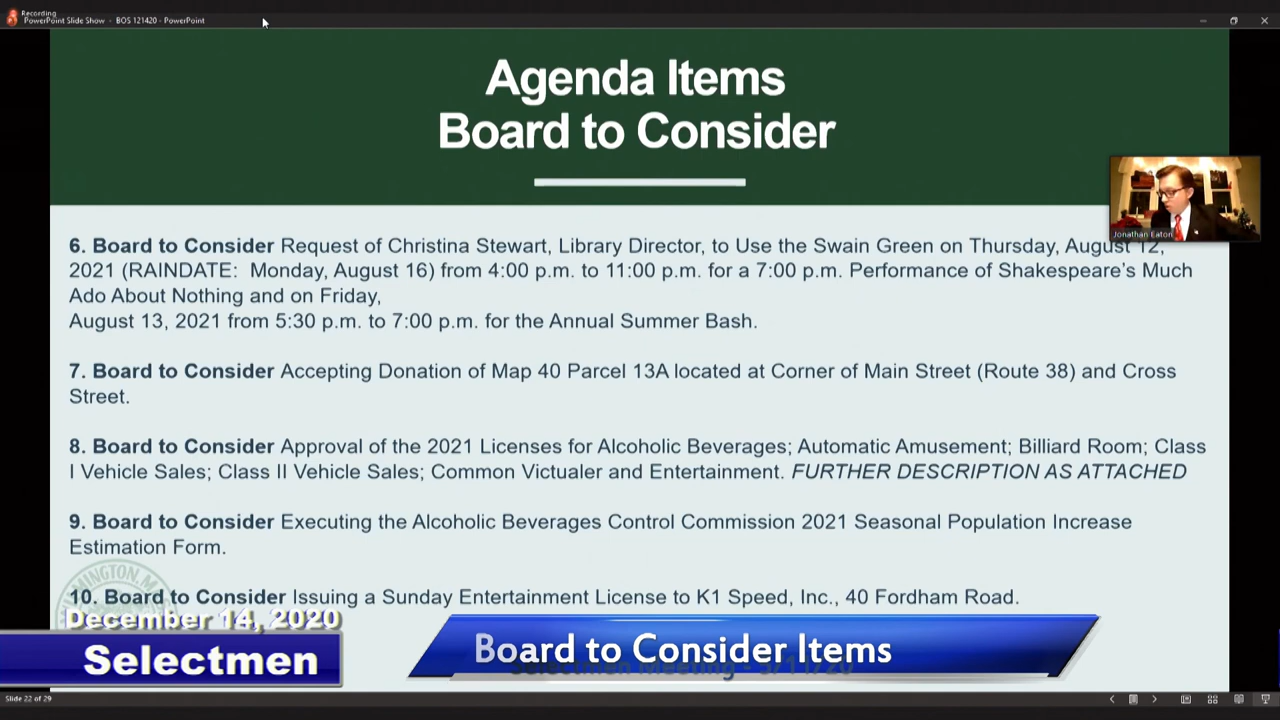 Recording
PowerPoint Slide Show - BOS 121420 - PowerPoint
Agenda Items
Board to Consider
Jonathan Eaton
6. Board to Consider Request of Christina Stewart, Library Director, to Use the Swain Green on Thursday, August 12,
2021 (RAINDATE: Monday, August 16) from 4:00 p.m. to 11:00 p.m. for a 7:00 p.m. Performance of Shakespeare's Much
Ado About Nothing and on Friday,
August 13, 2021 from 5:30 p.m. to 7:00 p.m. for the Annual Summer Bash.
7. Board to Consider Accepting Donation of Map 40 Parcel 13A located at Corner of Main Street (Route 38) and Cross
Street.
8. Board to Consider Approval of the 2021 Licenses for Alcoholic Beverages; Automatic Amusement; Billiard Room; Class
I Vehicle Sales; Class II Vehicle Sales; Common Victualer and Entertainment. FURTHER DESCRIPTION AS ATTACHED
9. Board to Consider Executing the Alcoholic Beverages Control Commission 2021 Seasonal Population Increase
Estimation Form.
10. Board to Consider Issuing a Sunday Entertainment License to K1 Speed, Inc., 40 Fordham Road.
December 14, 2020
Selectmen
Board to Consider Items
Slide 22 of 29